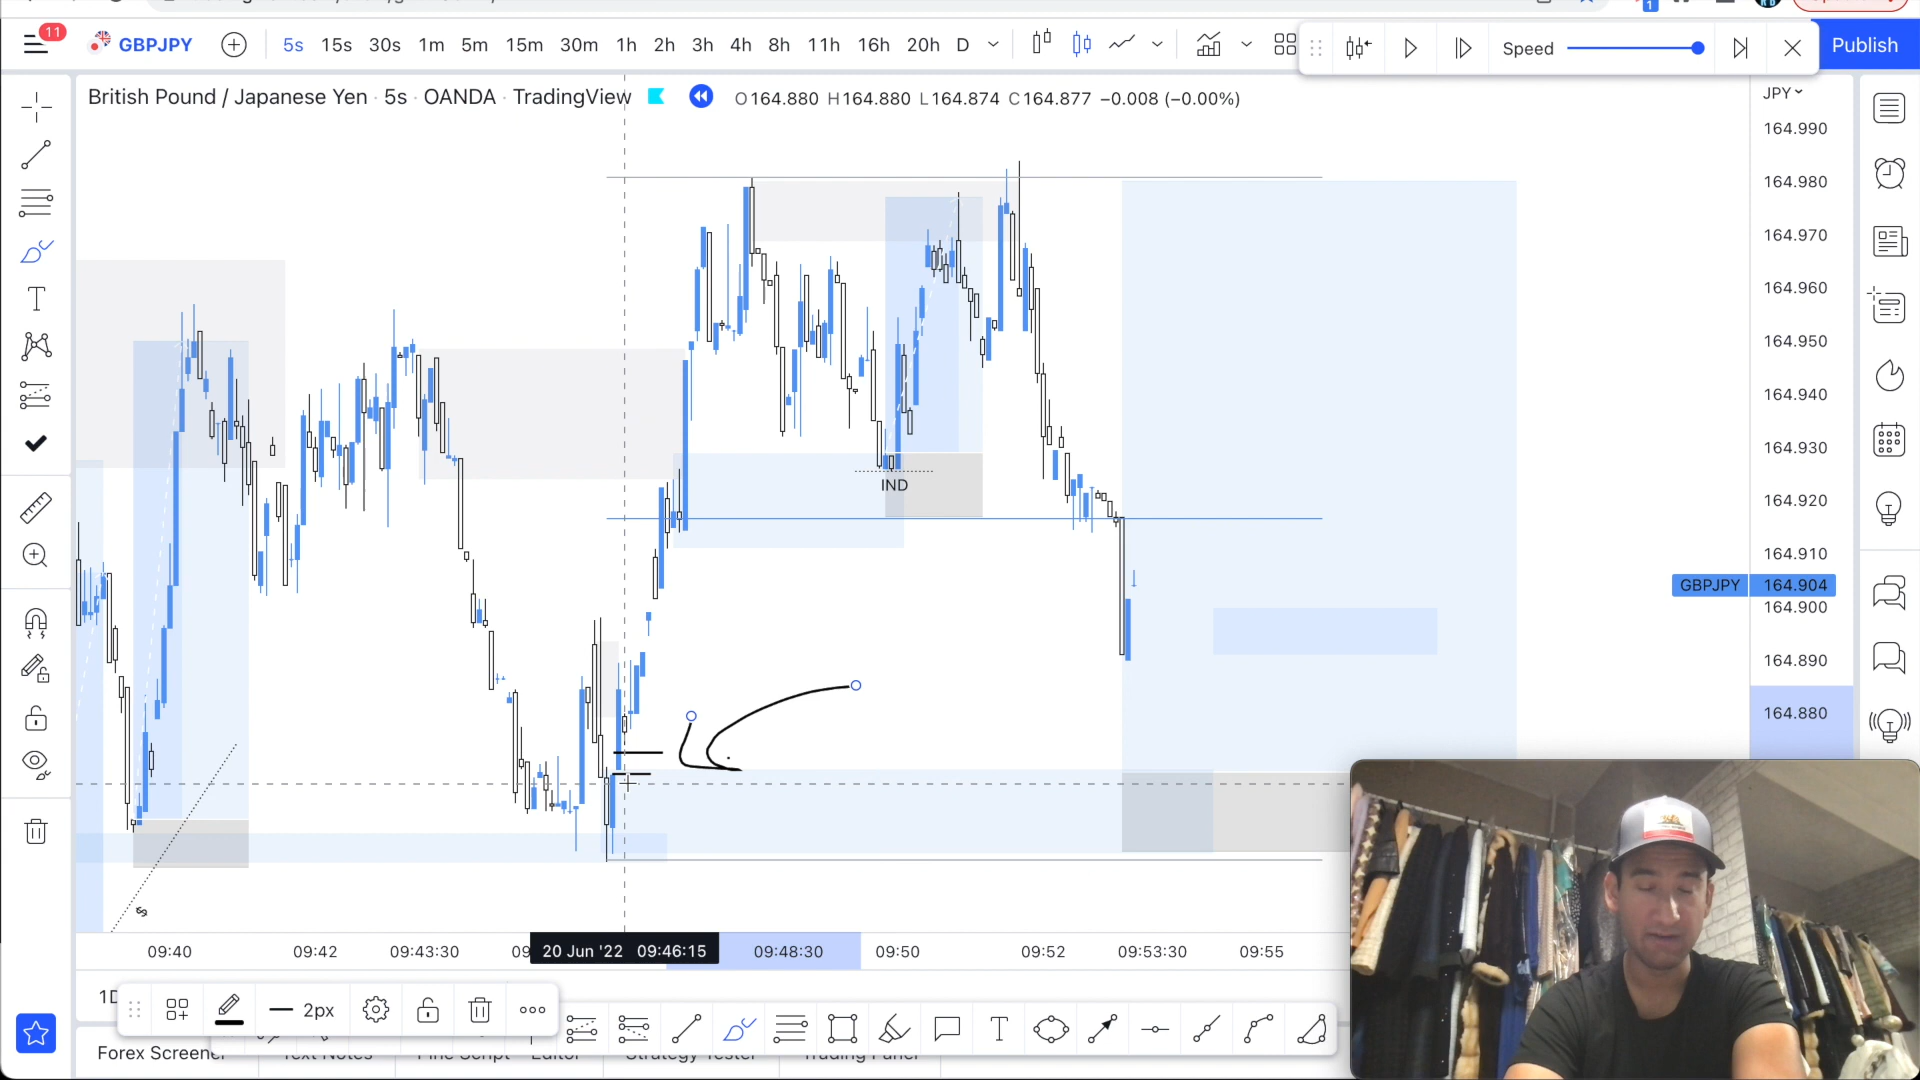 11
GBPJPY
5s 15s 30s 1m 5m 15m 30m 1h 2h 3h 4h 8h 11h 16h 20h D
Speed
Publish
1
British Pound / Japanese Yen · 5s · OANDA · TradingView
O164.880 H164.880 L164.874 C164.877 −0.008 (−0.00%)
JPY
164.990
164.980
164.970
164.960
164.950
164.940
164.930
IND
164.920
164.910
GBPJPY 164.904
164.900
164.890
164.880
$
09:40 09:42 09:43:30 20 Jun '22 09:46:15 09:48:30 09:50 09:52 09:53:30 09:55
2px
Forex Screener